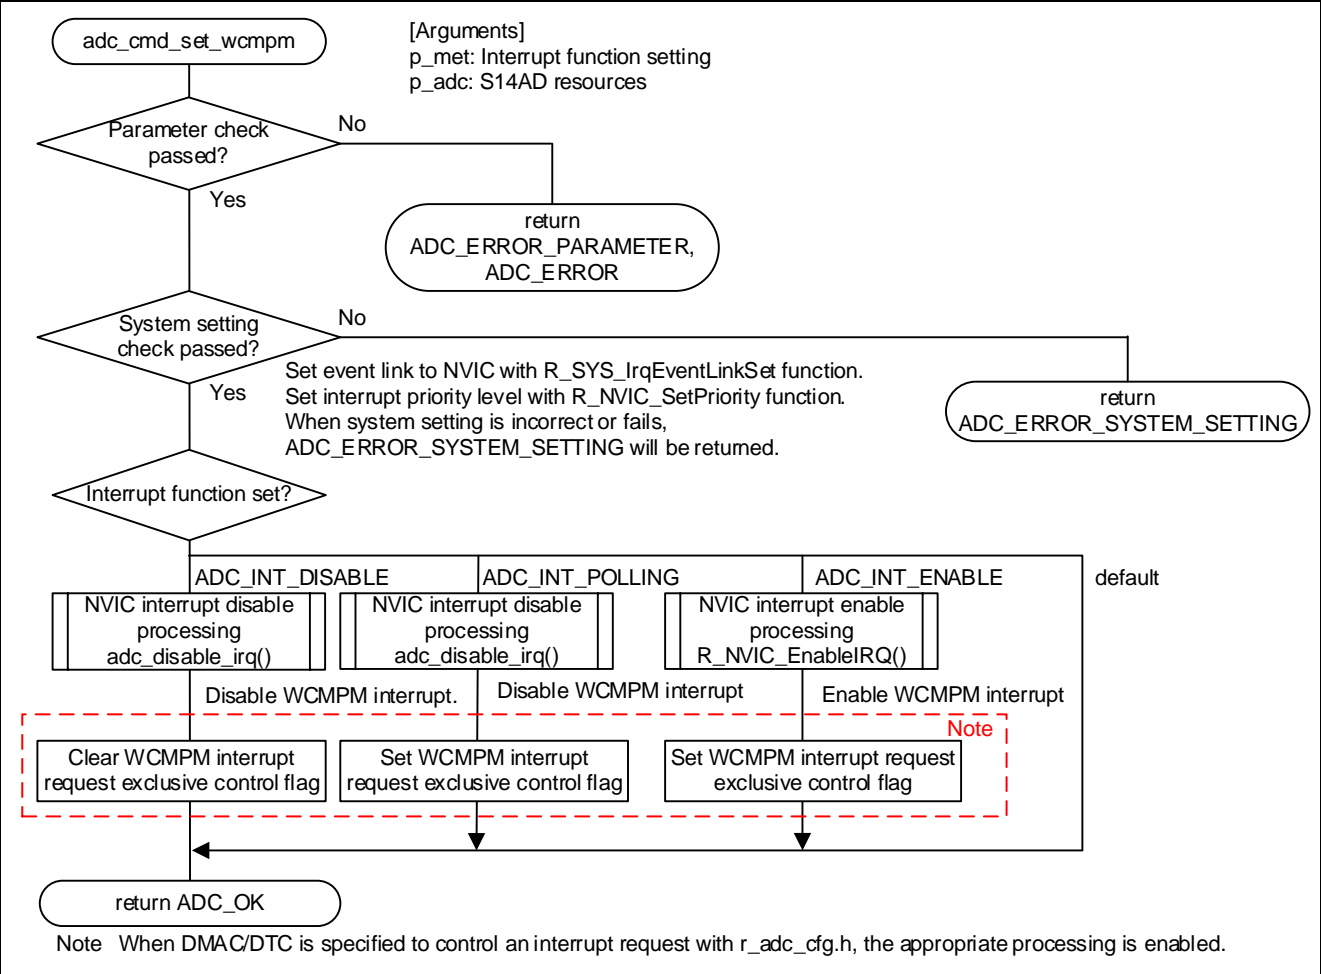 adc_cmd_set_wcmpm
[Arguments]
p_met: Interrupt function setting
p_adc: S14AD resources
Parameter check
passed?
No
Yes
return
ADC_ERROR_PARAMETER,
ADC_ERROR
System setting
check passed?
No
Yes
Set event link to NVIC with R_SYS_IrqEventLinkSet function.
Set interrupt priority level with R_NVIC_SetPriority function.
When system setting is incorrect or fails,
ADC_ERROR_SYSTEM_SETTING will be returned.
return
ADC_ERROR_SYSTEM_SETTING
Interrupt function set?
ADC_INT_DISABLE
ADC_INT_POLLING
ADC_INT_ENABLE
default
NVIC interrupt disable
processing
adc_disable_irq()
NVIC interrupt disable
processing
adc_disable_irq()
NVIC interrupt enable
processing
R_NVIC_EnableIRQ()
Disable WCMPM interrupt.
Disable WCMPM interrupt
Enable WCMPM interrupt
Note
Clear WCMPM interrupt
request exclusive control flag
Set WCMPM interrupt
request exclusive control flag
Set WCMPM interrupt request
exclusive control flag
return ADC_OK
Note When DMAC/DTC is specified to control an interrupt request with r_adc_cfg.h, the appropriate processing is enabled.